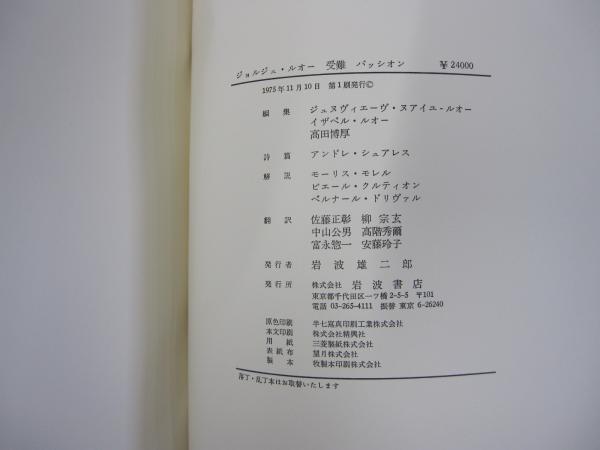 ジョルジュ・ルオー 受難 パッシオン ￥24000
1975年11月10日 第1刷発行©
編集 ジュヌヴィエーヴ・ヌアイユ-ルオー
イザベル・ルオー
高田博厚
詩篇 アンドレ・シュアレス
解説 モーリス・モレル
ピエール・クルティオン
ベルナール・ドリヴァル
翻訳 佐藤正彰 柳宗玄
中山公男 高階秀爾
富永惣一 安藤玲子
発行者 岩波雄二郎
発行所 株式会社 岩波書店
東京都千代田区一ツ橋2-5-5 〒101
電話 03-265-4111 振替 東京 6-26240
原色印刷 半七写真印刷工業株式会社
本文印刷 株式会社精興社
用紙 三菱製紙株式会社
表紙布 望月株式会社
製本 牧製本印刷株式会社
落丁・乱丁本はお取替いたします